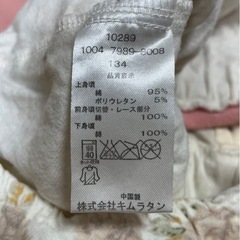 10289
1004 7989-8008
134
品質表示
上身頃
綿 95%
ポリウレタン 5%
前身頃切替・レース部分
綿 100%
下身頃
綿 100%
40
中国製
株式会社キムラタン